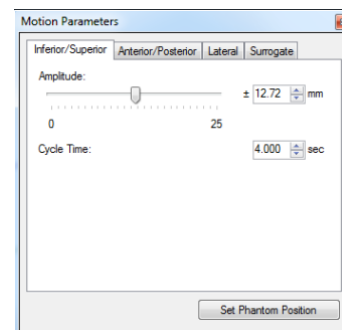 Motion Parameters
Inferior/Superior Anterior/Posterior Lateral Surrogate
Amplitude:
± 12.72 mm
0 25
Cycle Time: 4.000 sec
Set Phantom Position